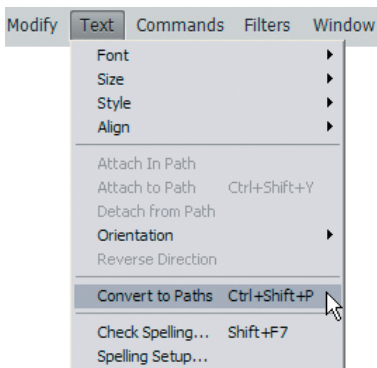 Modify Text Commands Filters Window
Font
Size
Style
Align
Attach In Path
Attach to Path Ctrl+Shift+Y
Detach from Path
Orientation
Reverse Direction
Convert to Paths Ctrl+Shift+P
Check Spelling... Shift+F7
Spelling Setup...